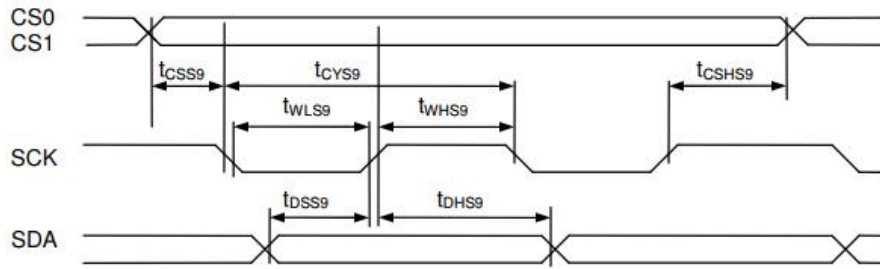 CS0
CS1
tCSS9 tCYS9 tCSHS9
tWLS9 tWHS9
SCK
tDSS9 tDHS9
SDA